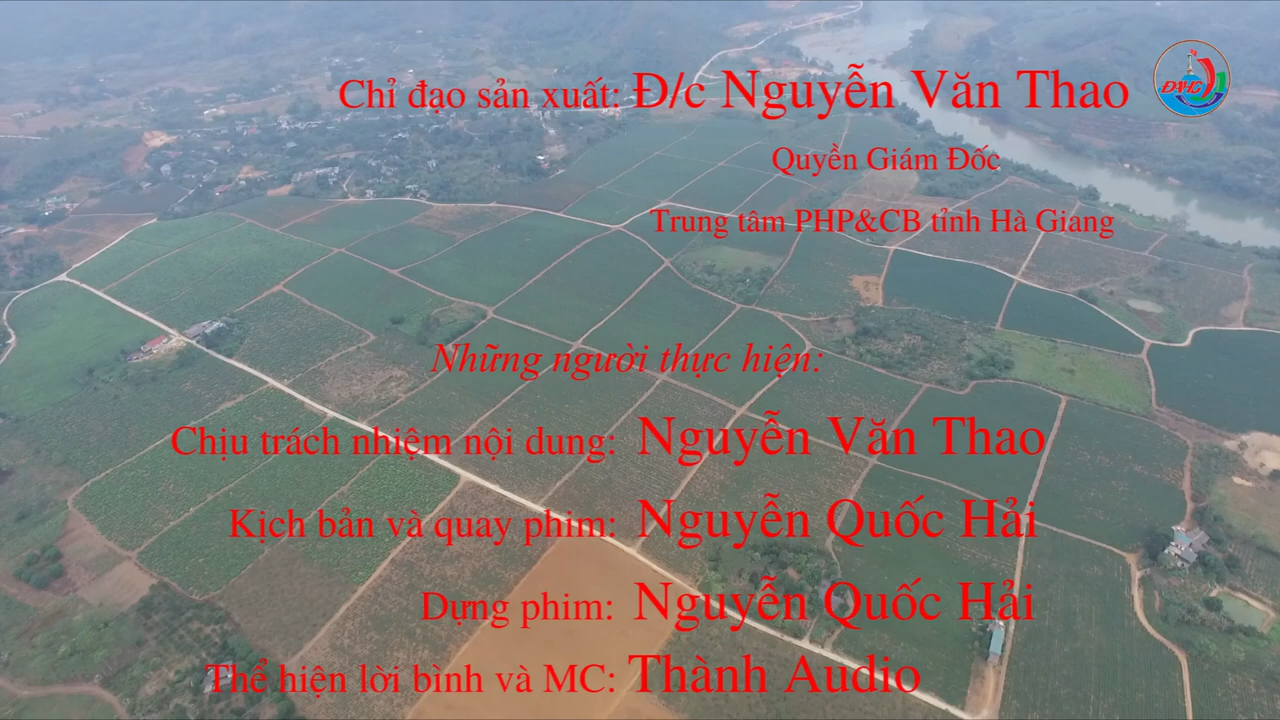 Chỉ đạo sản xuất: Đ/c Nguyễn Văn Thao
ĐAHC
Quyền Giám Đốc
Trung tâm PHP&CB tỉnh Hà Giang
Những người thực hiện:
Chịu trách nhiệm nội dung: Nguyễn Văn Thao
Kịch bản và quay phim: Nguyễn Quốc Hải
Dựng phim: Nguyễn Quốc Hải
Thể hiện lời bình và MC: Thành Audio